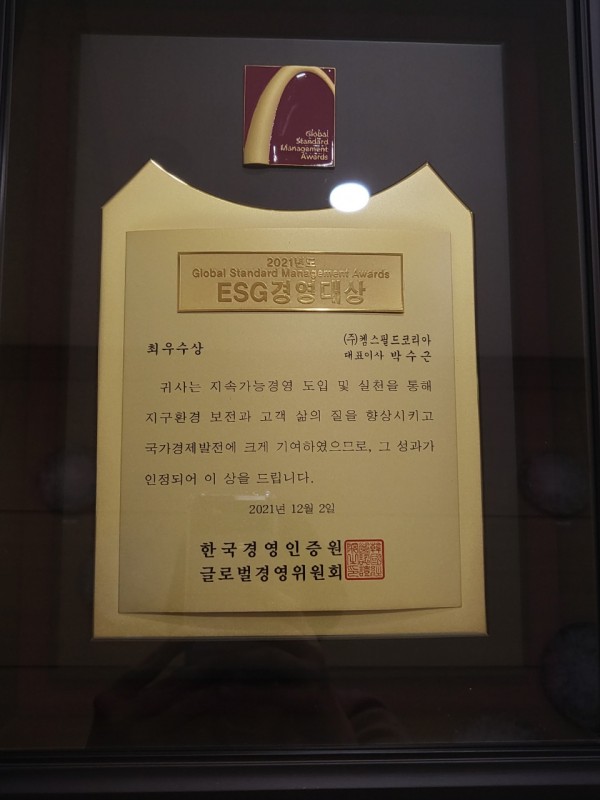 Global
Standard
Management
Awards
2021년도
Global Standard Management Awards
ESG경영대상
최우수상
(주)켐스필드코리아
대표이사 박수근
귀사는 지속가능경영 도입 및 실천을 통해
지구환경 보전과 고객 삶의 질을 향상시키고
국가경제발전에 크게 기여하였으므로, 그 성과가
인정되어 이 상을 드립니다.
2021년 12월 2일
한국경영인증원
글로벌경영위원회